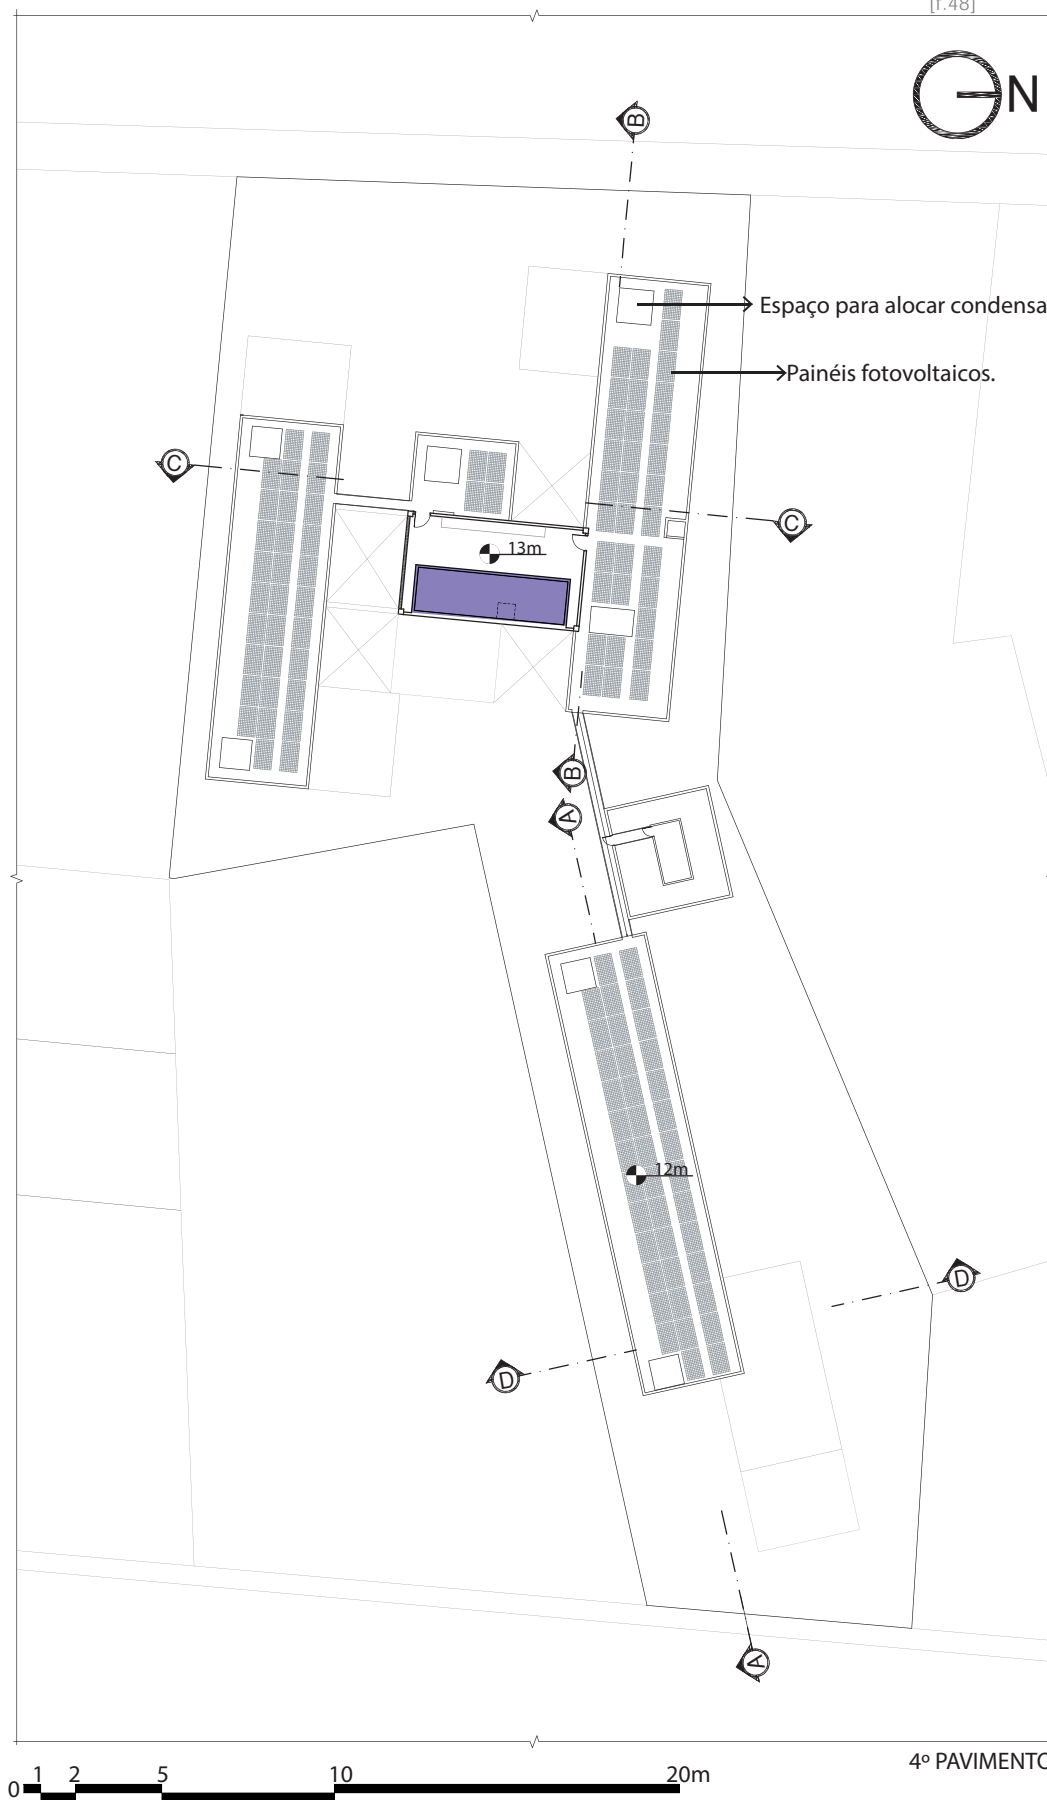 [f.48]
N
B
Espaço para alocar condensa
Painéis fotovoltaicos.
C
C
13m
B
A
12m
D
D
A
4º PAVIMENTO
0 1 2 5 10 20m